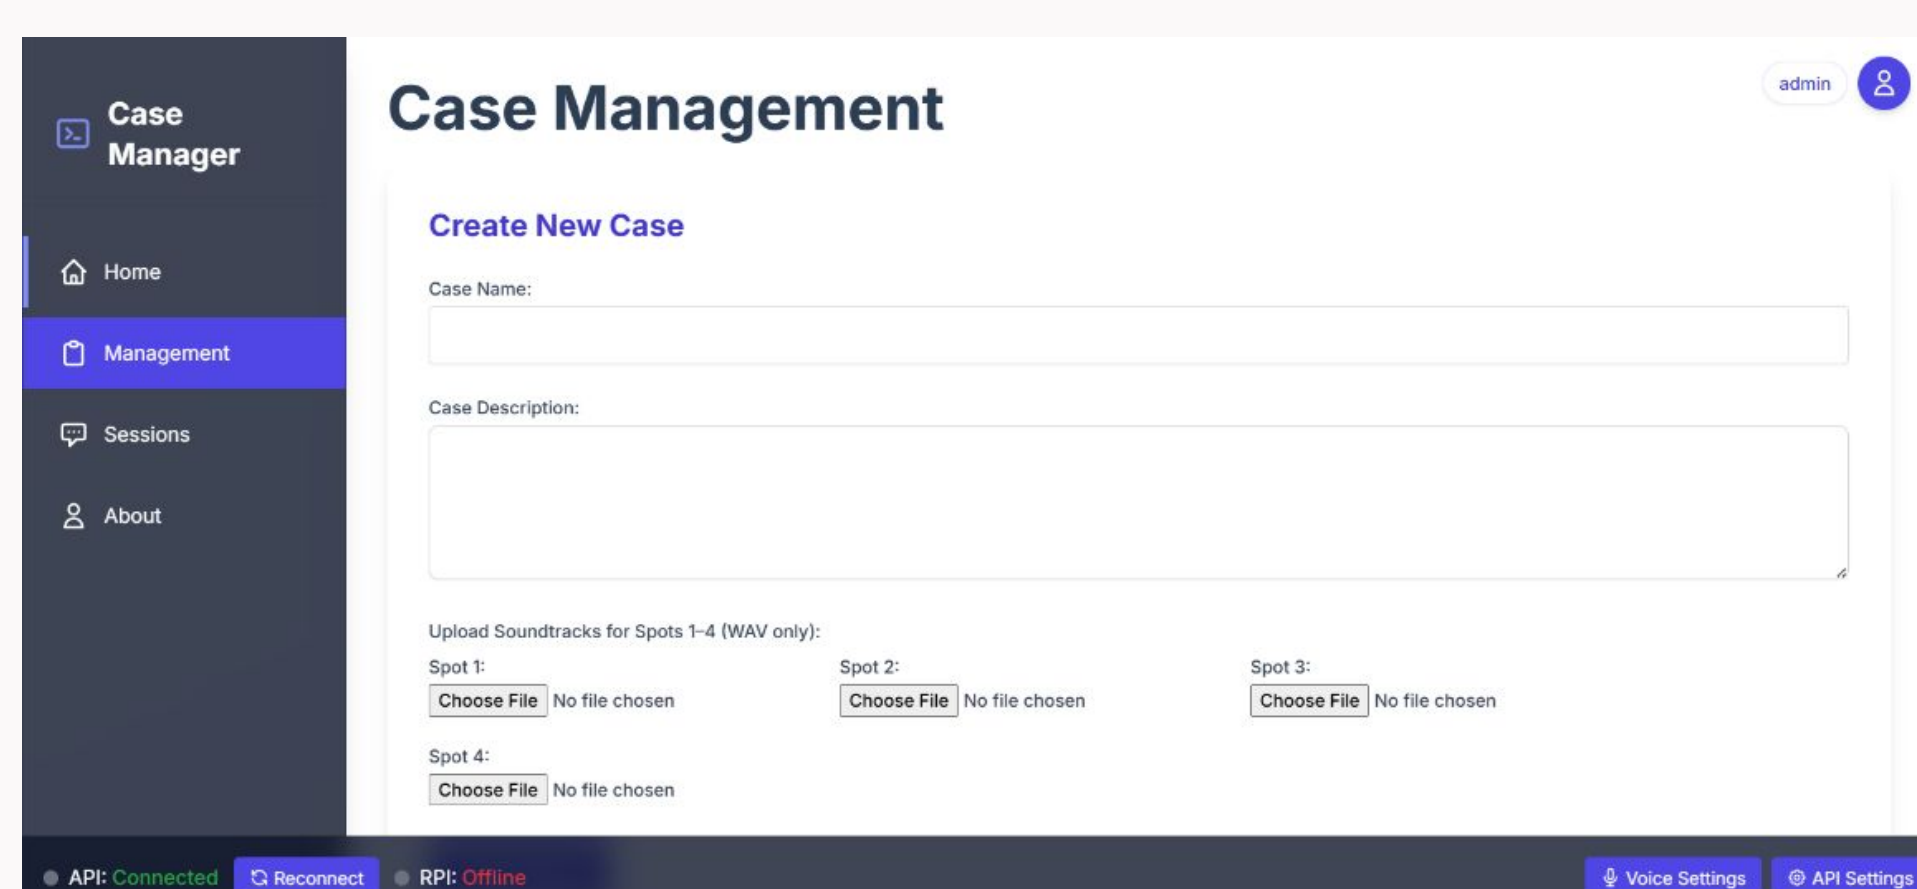 Case
Manager
Home
Management
Sessions
About
Case Management
admin
Create New Case
Case Name:
Case Description:
Upload Soundtracks for Spots 1–4 (WAV only):
Spot 1: Spot 2: Spot 3:
Choose File No file chosen Choose File No file chosen Choose File No file chosen
Spot 4:
Choose File No file chosen
API: Connected Reconnect RPI: Offline Voice Settings API Settings